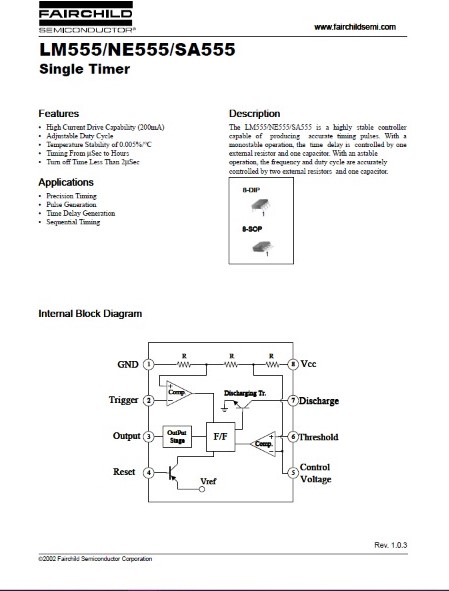 FAIRCHILD
SEMICONDUCTOR®
www.fairchildsemi.com
LM555/NE555/SA555
Single Timer
Features
• High Current Drive Capability (200mA)
• Adjustable Duty Cycle
• Temperature Stability of 0.005%/°C
• Timing From μSec to Hours
• Turn off Time Less Than 2μSec
Applications
• Precision Timing
• Pulse Generation
• Time Delay Generation
• Sequential Timing
Description
The LM555/NE555/SA555 is a highly stable controller
capable of producing accurate timing pulses. With a
monostable operation, the time delay is controlled by one
external resistor and one capacitor. With an astable
operation, the frequency and duty cycle are accurately
controlled by two external resistors and one capacitor.
8-DIP
1
8-SOP
1
Internal Block Diagram
R R R
GND 1
8 Vcc
Trigger 2
Comp.
Discharging Tr.
7 Discharge
Output 3
OutPut
Stage
F/F
Comp.
6 Threshold
Reset 4
Vref
5 Control
Voltage
Rev. 1.0.3
©2002 Fairchild Semiconductor Corporation